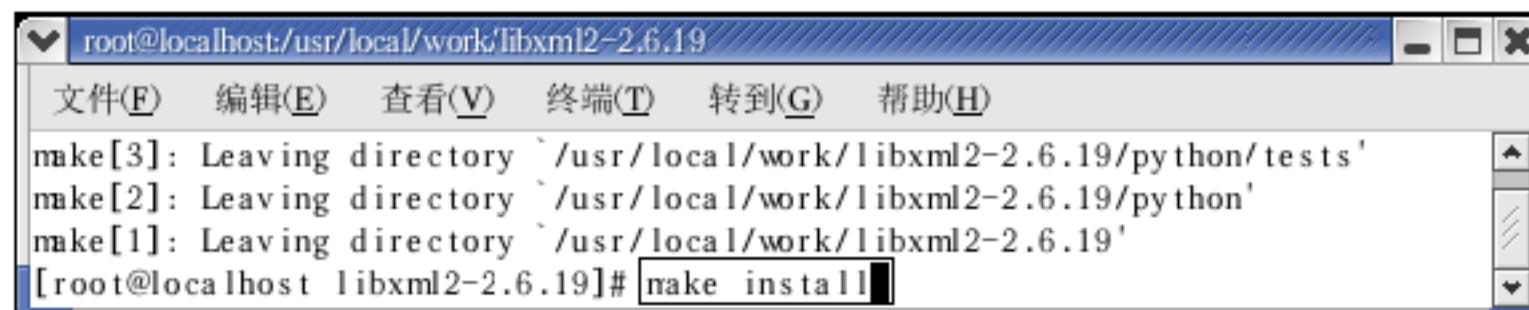 root@localhost:/usr/local/work/libxml2-2.6.19
文件(F) 编辑(E) 查看(V) 终端(T) 转到(G) 帮助(H)
make[3]: Leaving directory `/usr/local/work/libxml2-2.6.19/python/tests'
make[2]: Leaving directory `/usr/local/work/libxml2-2.6.19/python'
make[1]: Leaving directory `/usr/local/work/libxml2-2.6.19'
[root@localhost libxml2-2.6.19]# make install